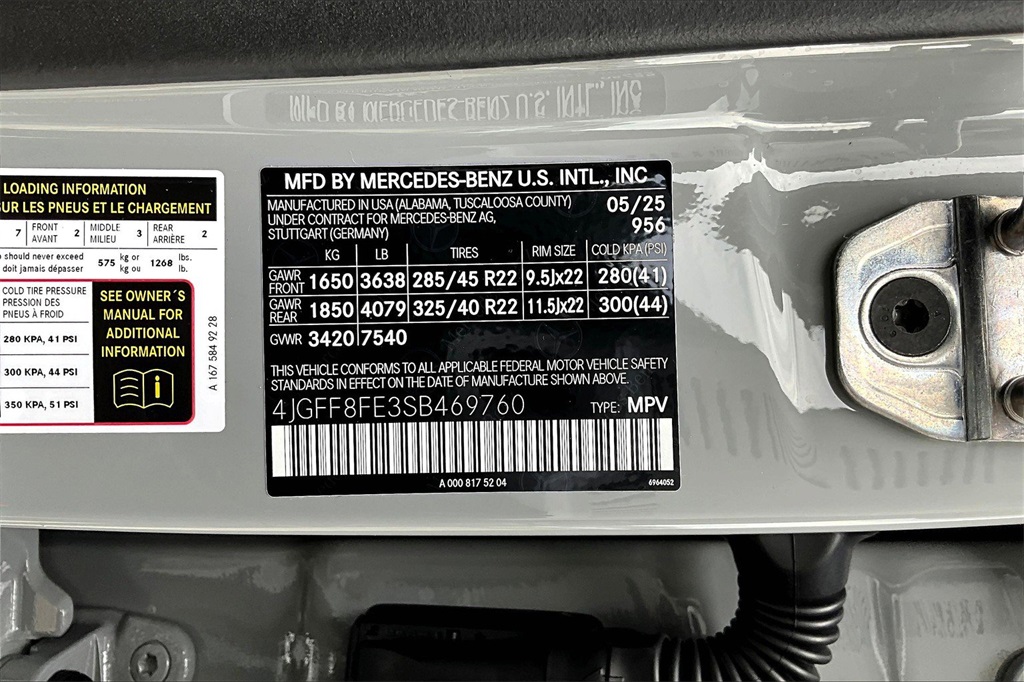 LOADING INFORMATION
SUR LES PNEUS ET LE CHARGEMENT
7 FRONT AVANT 2 MIDDLE MILIEU 3 REAR ARRIÈRE 2
should never exceed 575 kg or 1268 lbs.
doit jamais dépasser kg ou lb.
COLD TIRE PRESSURE
PRESSION DES
PNEUS À FROID
280 KPA, 41 PSI
300 KPA, 44 PSI
350 KPA, 51 PSI
SEE OWNER´S
MANUAL FOR
ADDITIONAL
INFORMATION
A 167 584 92 28
MFD BY MERCEDES-BENZ U.S. INTL., INC
MANUFACTURED IN USA (ALABAMA, TUSCALOOSA COUNTY) 05/25
UNDER CONTRACT FOR MERCEDES-BENZ AG, 956
STUTTGART (GERMANY)
KG LB TIRES RIM SIZE COLD KPA (PSI)
GAWR FRONT 1650 3638 285/45 R22 9.5Jx22 280(41)
GAWR REAR 1850 4079 325/40 R22 11.5Jx22 300(44)
GVWR 3420 7540
THIS VEHICLE CONFORMS TO ALL APPLICABLE FEDERAL MOTOR VEHICLE SAFETY
STANDARDS IN EFFECT ON THE DATE OF MANUFACTURE SHOWN ABOVE.
4JGFF8FE3SB469760 TYPE: MPV
A 000 817 52 04 6964052